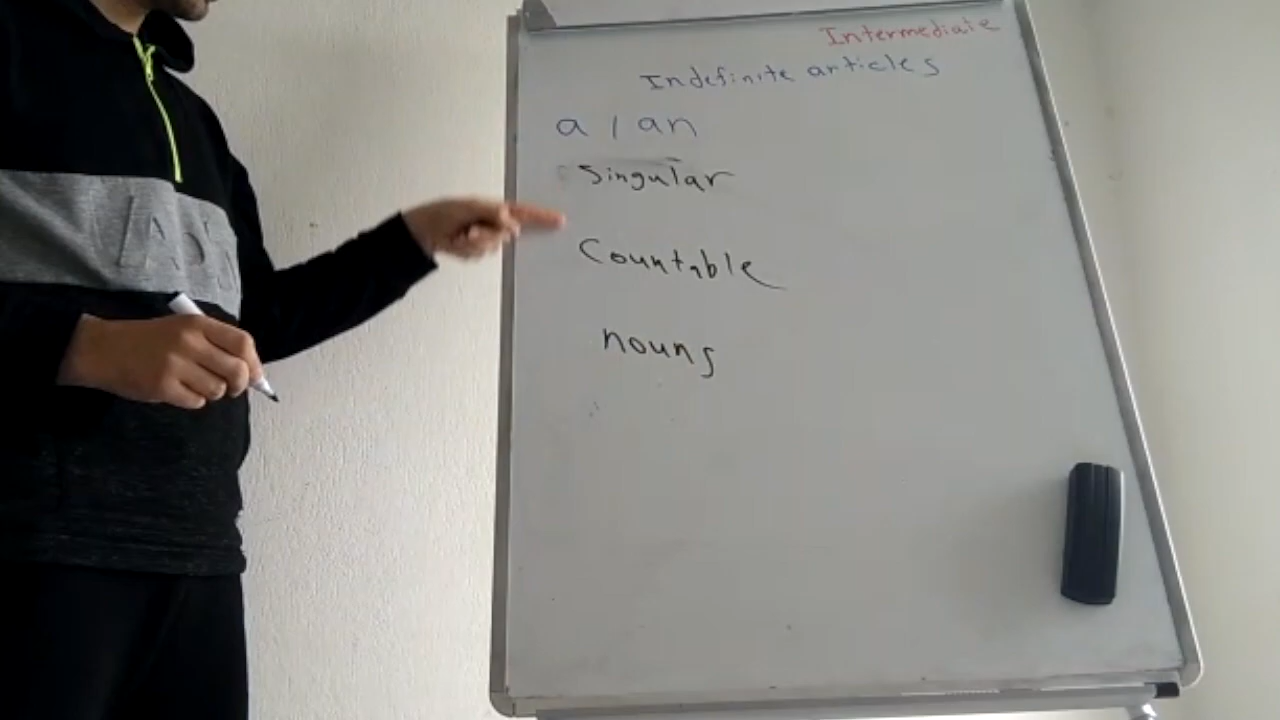 Intermediate
Indefinite articles
a / an
Singular
Countable
nouns